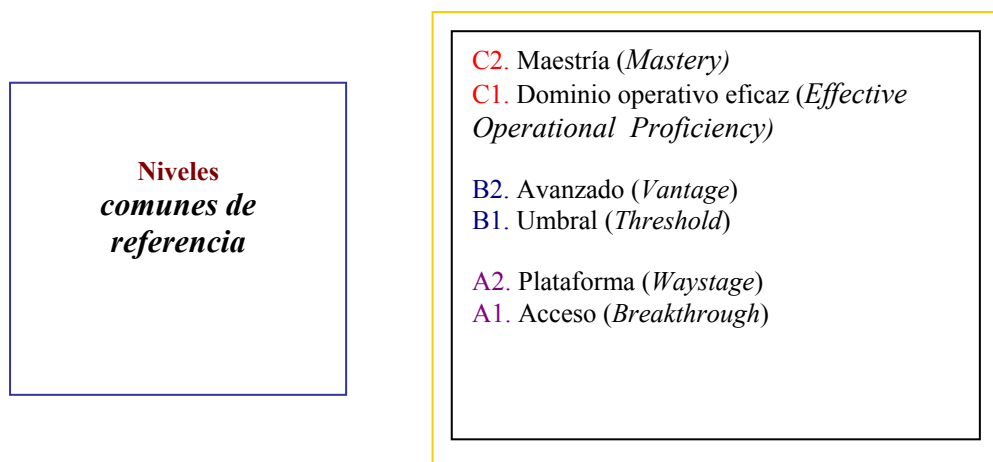 Niveles
comunes de
referencia
C2. Maestría (Mastery)
C1. Dominio operativo eficaz (Effective
Operational Proficiency)
B2. Avanzado (Vantage)
B1. Umbral (Threshold)
A2. Plataforma (Waystage)
A1. Acceso (Breakthrough)